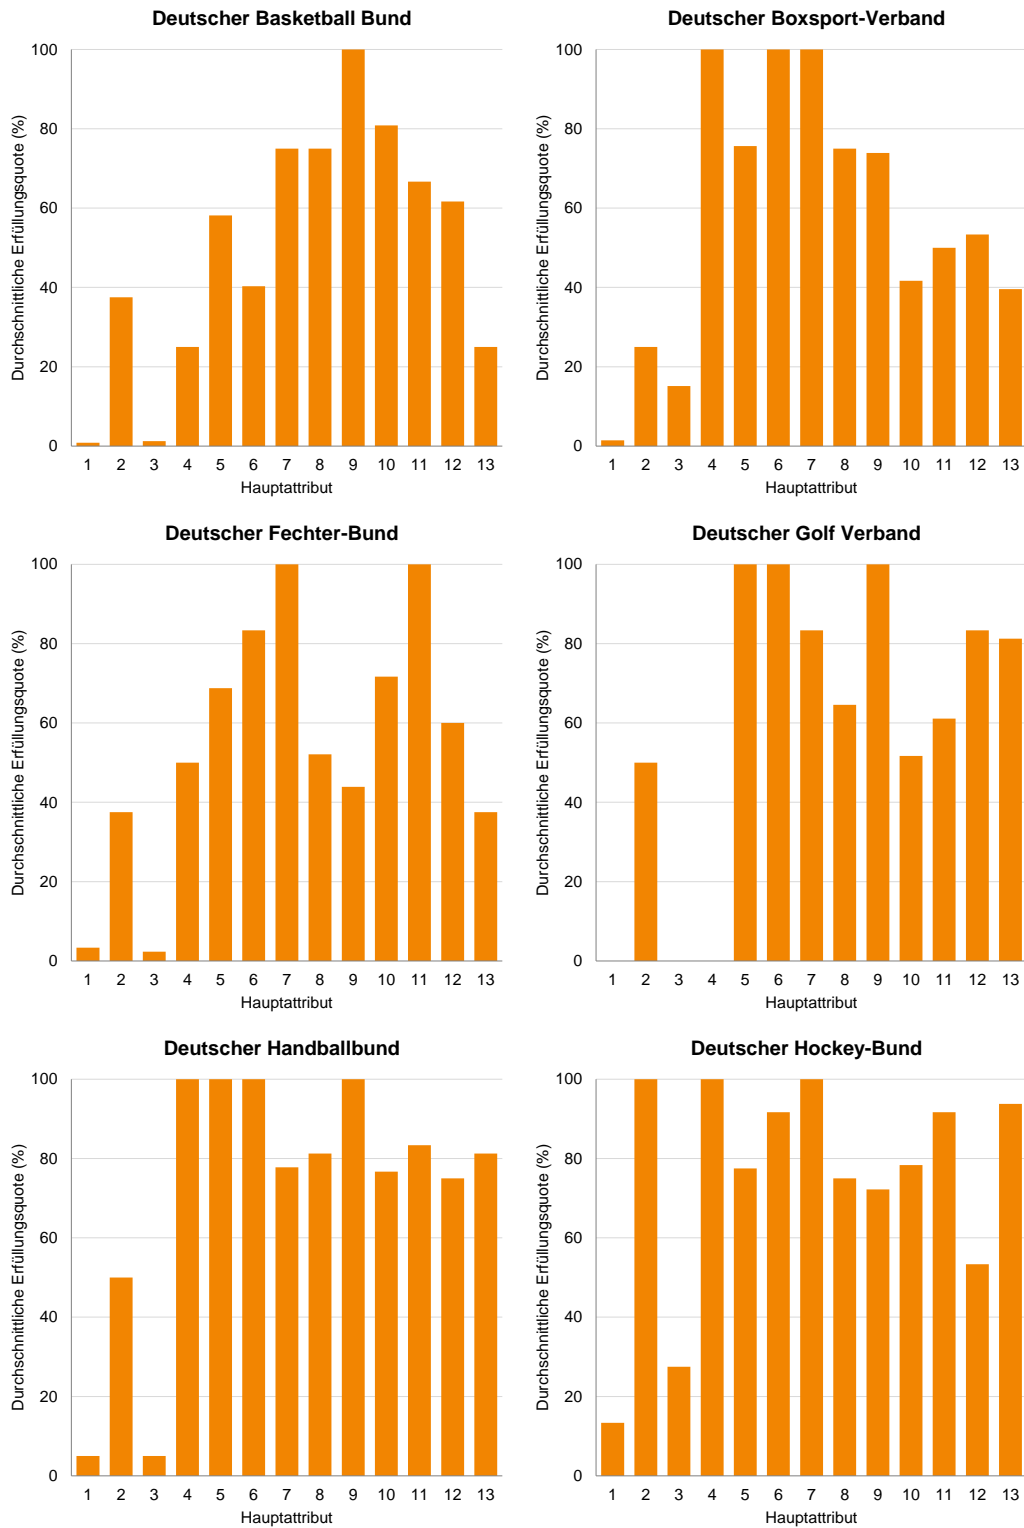 Deutscher Basketball Bund
Durchschnittliche Erfüllungsquote (%)
100
80
60
40
20
0
1 2 3 4 5 6 7 8 9 10 11 12 13
Hauptattribut
Deutscher Boxsport-Verband
Durchschnittliche Erfüllungsquote (%)
100
80
60
40
20
0
1 2 3 4 5 6 7 8 9 10 11 12 13
Hauptattribut
Deutscher Fechter-Bund
Durchschnittliche Erfüllungsquote (%)
100
80
60
40
20
0
1 2 3 4 5 6 7 8 9 10 11 12 13
Hauptattribut
Deutscher Golf Verband
Durchschnittliche Erfüllungsquote (%)
100
80
60
40
20
0
1 2 3 4 5 6 7 8 9 10 11 12 13
Hauptattribut
Deutscher Handballbund
Durchschnittliche Erfüllungsquote (%)
100
80
60
40
20
0
1 2 3 4 5 6 7 8 9 10 11 12 13
Hauptattribut
Deutscher Hockey-Bund
Durchschnittliche Erfüllungsquote (%)
100
80
60
40
20
0
1 2 3 4 5 6 7 8 9 10 11 12 13
Hauptattribut